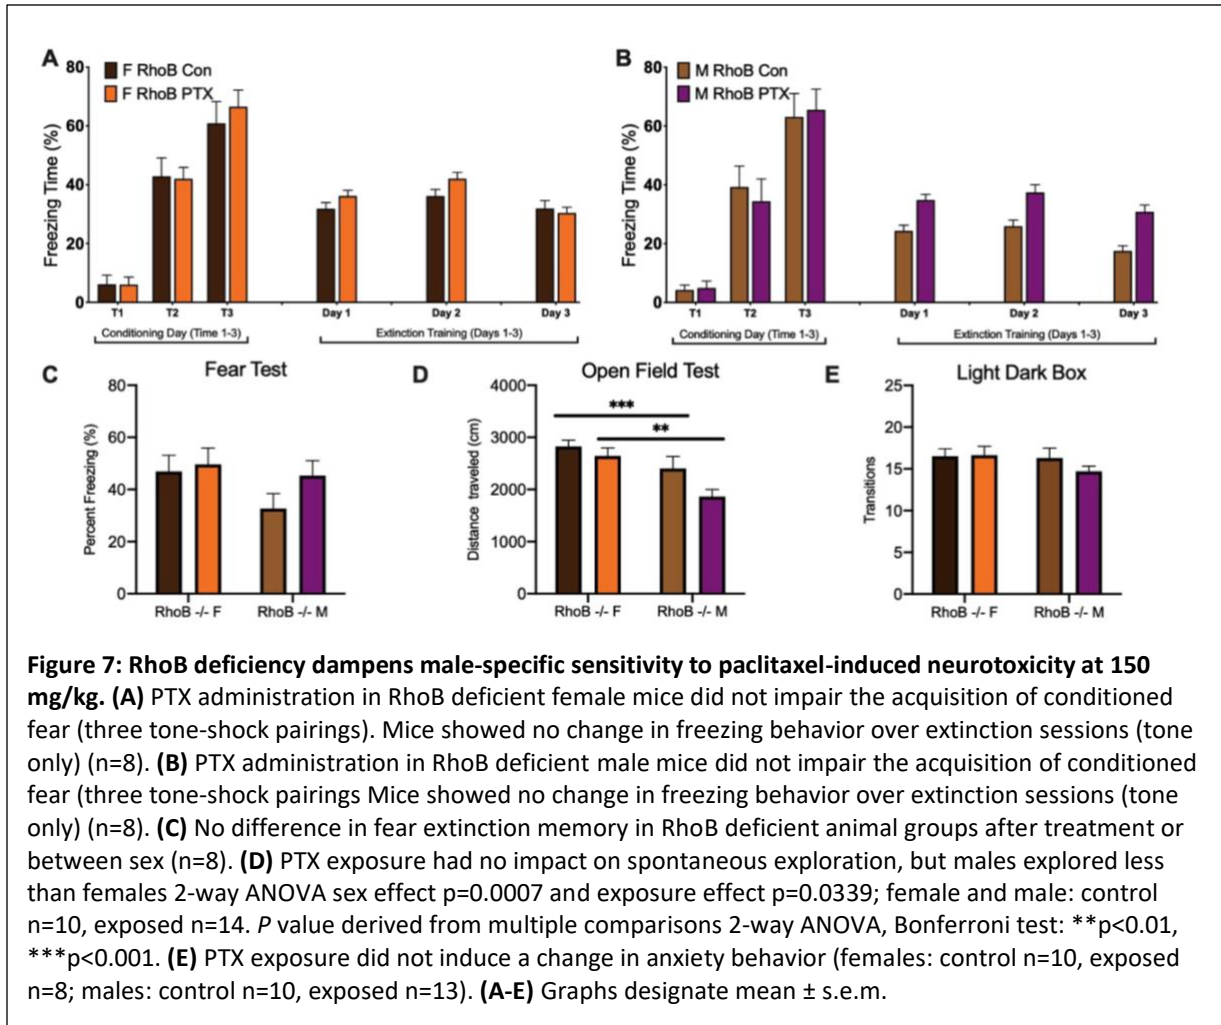 A
80
60
40
20
0
Freezing Time (%)
F RhoB Con
F RhoB PTX
T1 T2 T3 Day 1 Day 2 Day 3
Conditioning Day (Time 1-3) Extinction Training (Days 1-3)
B
80
60
40
20
0
Freezing Time (%)
M RhoB Con
M RhoB PTX
T1 T2 T3 Day 1 Day 2 Day 3
Conditioning Day (Time 1-3) Extinction Training (Days 1-3)
C
Fear Test
80
60
40
20
0
Percent Freezing (%)
RhoB -/- F RhoB -/- M
D
Open Field Test
4000
3000
2000
1000
0
Distance traveled (cm)
***
**
RhoB -/- F RhoB -/- M
E
Light Dark Box
25
20
15
10
5
0
Transitions
RhoB -/- F RhoB -/- M
Figure 7: RhoB deficiency dampens male-specific sensitivity to paclitaxel-induced neurotoxicity at 150
mg/kg. (A) PTX administration in RhoB deficient female mice did not impair the acquisition of conditioned
fear (three tone-shock pairings). Mice showed no change in freezing behavior over extinction sessions (tone
only) (n=8). (B) PTX administration in RhoB deficient male mice did not impair the acquisition of conditioned
fear (three tone-shock pairings Mice showed no change in freezing behavior over extinction sessions (tone
only) (n=8). (C) No difference in fear extinction memory in RhoB deficient animal groups after treatment or
between sex (n=8). (D) PTX exposure had no impact on spontaneous exploration, but males explored less
than females 2-way ANOVA sex effect p=0.0007 and exposure effect p=0.0339; female and male: control
n=10, exposed n=14. P value derived from multiple comparisons 2-way ANOVA, Bonferroni test: **p<0.01,
***p<0.001. (E) PTX exposure did not induce a change in anxiety behavior (females: control n=10, exposed
n=8; males: control n=10, exposed n=13). (A-E) Graphs designate mean ± s.e.m.